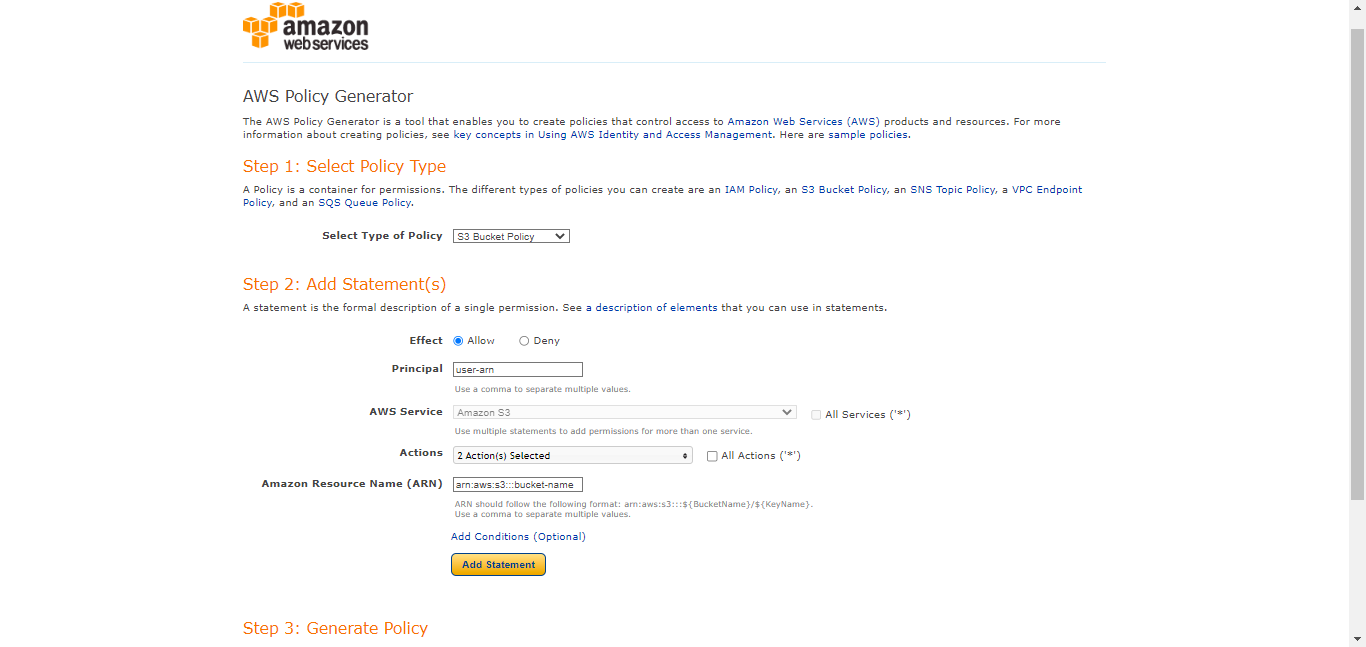 amazon
webservices
AWS Policy Generator
The AWS Policy Generator is a tool that enables you to create policies that control access to Amazon Web Services (AWS) products and resources. For more
information about creating policies, see key concepts in Using AWS Identity and Access Management. Here are sample policies.
Step 1: Select Policy Type
A Policy is a container for permissions. The different types of policies you can create are an IAM Policy, an S3 Bucket Policy, an SNS Topic Policy, a VPC Endpoint
Policy, and an SQS Queue Policy.
Select Type of Policy S3 Bucket Policy
Step 2: Add Statement(s)
A statement is the formal description of a single permission. See a description of elements that you can use in statements.
Effect Allow Deny
Principal user-arn
Use a comma to separate multiple values.
AWS Service Amazon S3 All Services ('*')
Use multiple statements to add permissions for more than one service.
Actions 2 Action(s) Selected All Actions ('*')
Amazon Resource Name (ARN) arn:aws:s3:::bucket-name
ARN should follow the following format: arn:aws:s3:::${BucketName}/${KeyName}.
Use a comma to separate multiple values.
Add Conditions (Optional)
Add Statement
Step 3: Generate Policy